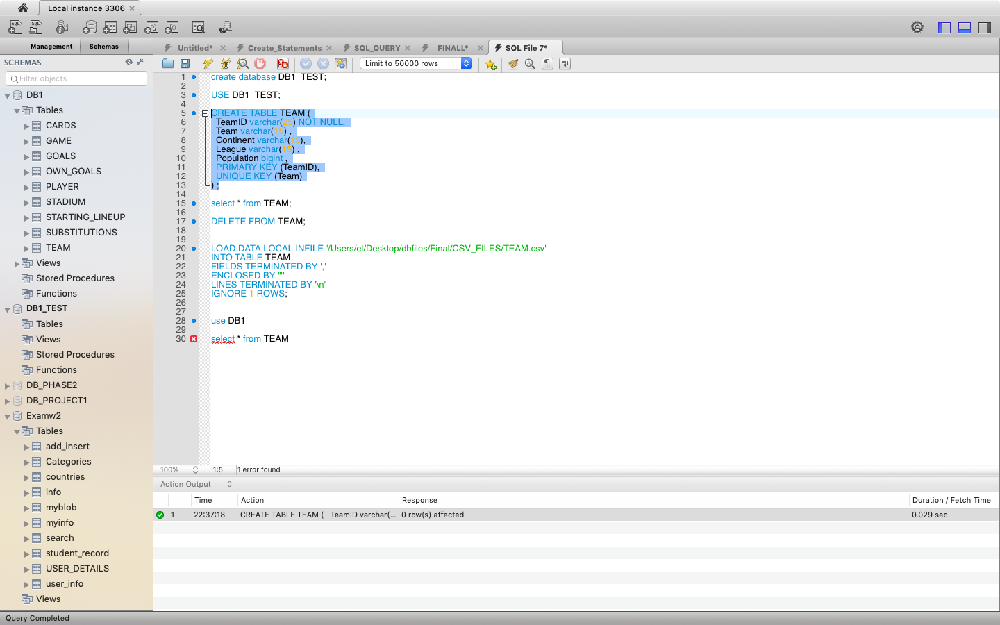 Local instance 3306
Management
Schemas
SCHEMAS
Filter objects
DB1
Tables
CARDS
GAME
GOALS
OWN_GOALS
PLAYER
STADIUM
STARTING_LINEUP
SUBSTITUTIONS
TEAM
Views
Stored Procedures
Functions
DB1_TEST
Tables
Views
Stored Procedures
Functions
DB_PHASE2
DB_PROJECT1
Examw2
Tables
add_insert
Categories
countries
info
myblob
myinfo
search
student_record
USER_DETAILS
user_info
Views
Untitled*
Create_Statements
SQL_QUERY
FINALL*
SQL File 7*
Limit to 50000 rows
1 create database DB1_TEST;
2
3 USE DB1_TEST;
4
5 CREATE TABLE TEAM (
6 TeamID varchar(25) NOT NULL,
7 Team varchar(15) ,
8 Continent varchar(15),
9 League varchar(15) ,
10 Population bigint ,
11 PRIMARY KEY (TeamID),
12 UNIQUE KEY (Team)
13 ) ;
14
15 select * from TEAM;
16
17 DELETE FROM TEAM;
18
19
20 LOAD DATA LOCAL INFILE '/Users/el/Desktop/dbfiles/Final/CSV_FILES/TEAM.csv'
21 INTO TABLE TEAM
22 FIELDS TERMINATED BY ','
23 ENCLOSED BY '"'
24 LINES TERMINATED BY '\n'
25 IGNORE 1 ROWS;
26
27
28 use DB1
29
30 select * from TEAM
100% 1:5 1 error found
Action Output
Time Action Response Duration / Fetch Time
1 22:37:18 CREATE TABLE TEAM ( TeamID varchar(... 0 row(s) affected 0.029 sec
Query Completed